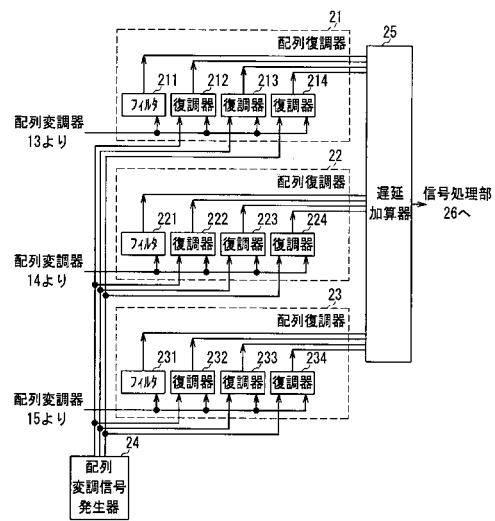 21
配列復調器
25
211 212 213 214
フィルタ 復調器 復調器 復調器
配列変調器
13より
22
配列復調器
221 222 223 224
フィルタ 復調器 復調器 復調器
配列変調器
14より
遅延
加算器
信号処理部
26へ
23
配列復調器
231 232 233 234
フィルタ 復調器 復調器 復調器
配列変調器
15より
24
配列
変調信号
発生器